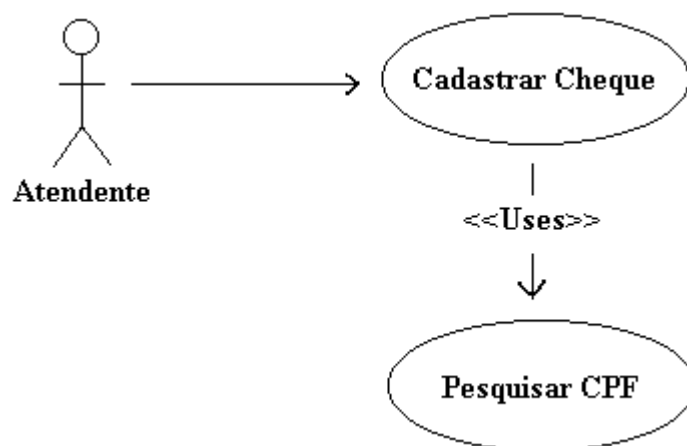 Cadastrar Cheque
Atendente
<<Uses>>
Pesquisar CPF